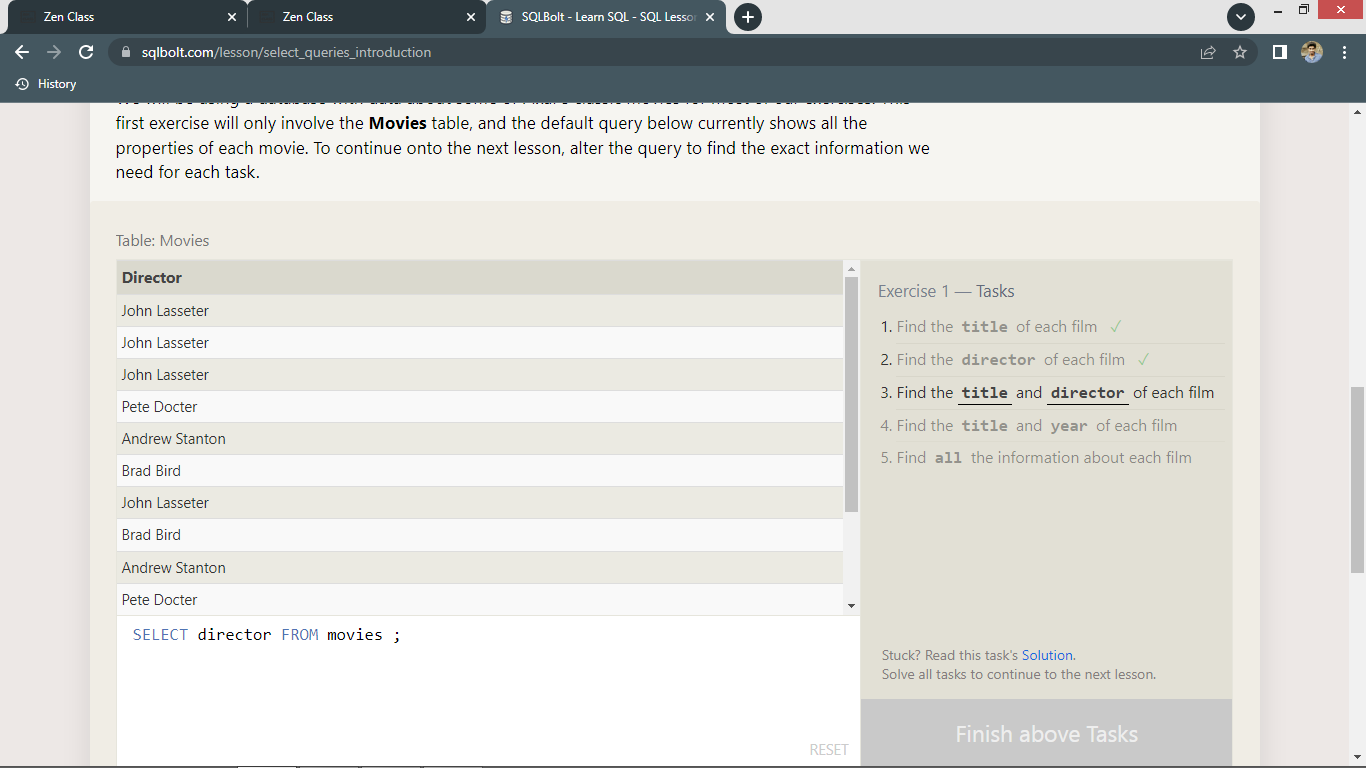 Zen Class
Zen Class
SQLBolt - Learn SQL - SQL Lesso
sqlbolt.com/lesson/select_queries_introduction
History
first exercise will only involve the Movies table, and the default query below currently shows all the
properties of each movie. To continue onto the next lesson, alter the query to find the exact information we
need for each task.
Table: Movies
Director
John Lasseter
John Lasseter
John Lasseter
Pete Docter
Andrew Stanton
Brad Bird
John Lasseter
Brad Bird
Andrew Stanton
Pete Docter
SELECT director FROM movies ;
RESET
Exercise 1 — Tasks
1. Find the title of each film ✓
2. Find the director of each film ✓
3. Find the title and director of each film
4. Find the title and year of each film
5. Find all the information about each film
Stuck? Read this task's Solution.
Solve all tasks to continue to the next lesson.
Finish above Tasks